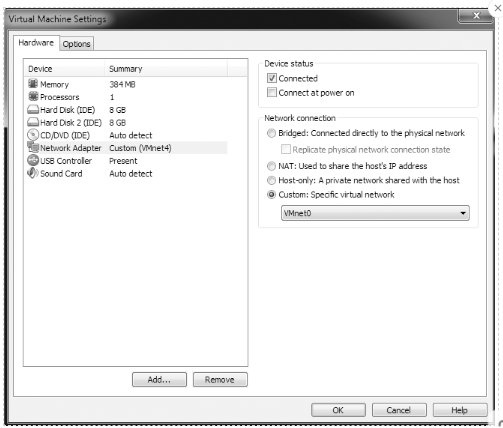 Virtual Machine Settings
Hardware Options
Device Summary
Memory 384 MB
Processors 1
Hard Disk (IDE) 8 GB
Hard Disk 2 (IDE) 8 GB
CD/DVD (IDE) Auto detect
Network Adapter Custom (VMnet4)
USB Controller Present
Sound Card Auto detect
Add... Remove
Device status
Connected
Connect at power on
Network connection
Bridged: Connected directly to the physical network
Replicate physical network connection state
NAT: Used to share the host's IP address
Host-only: A private network shared with the host
Custom: Specific virtual network
VMnet0
OK Cancel Help